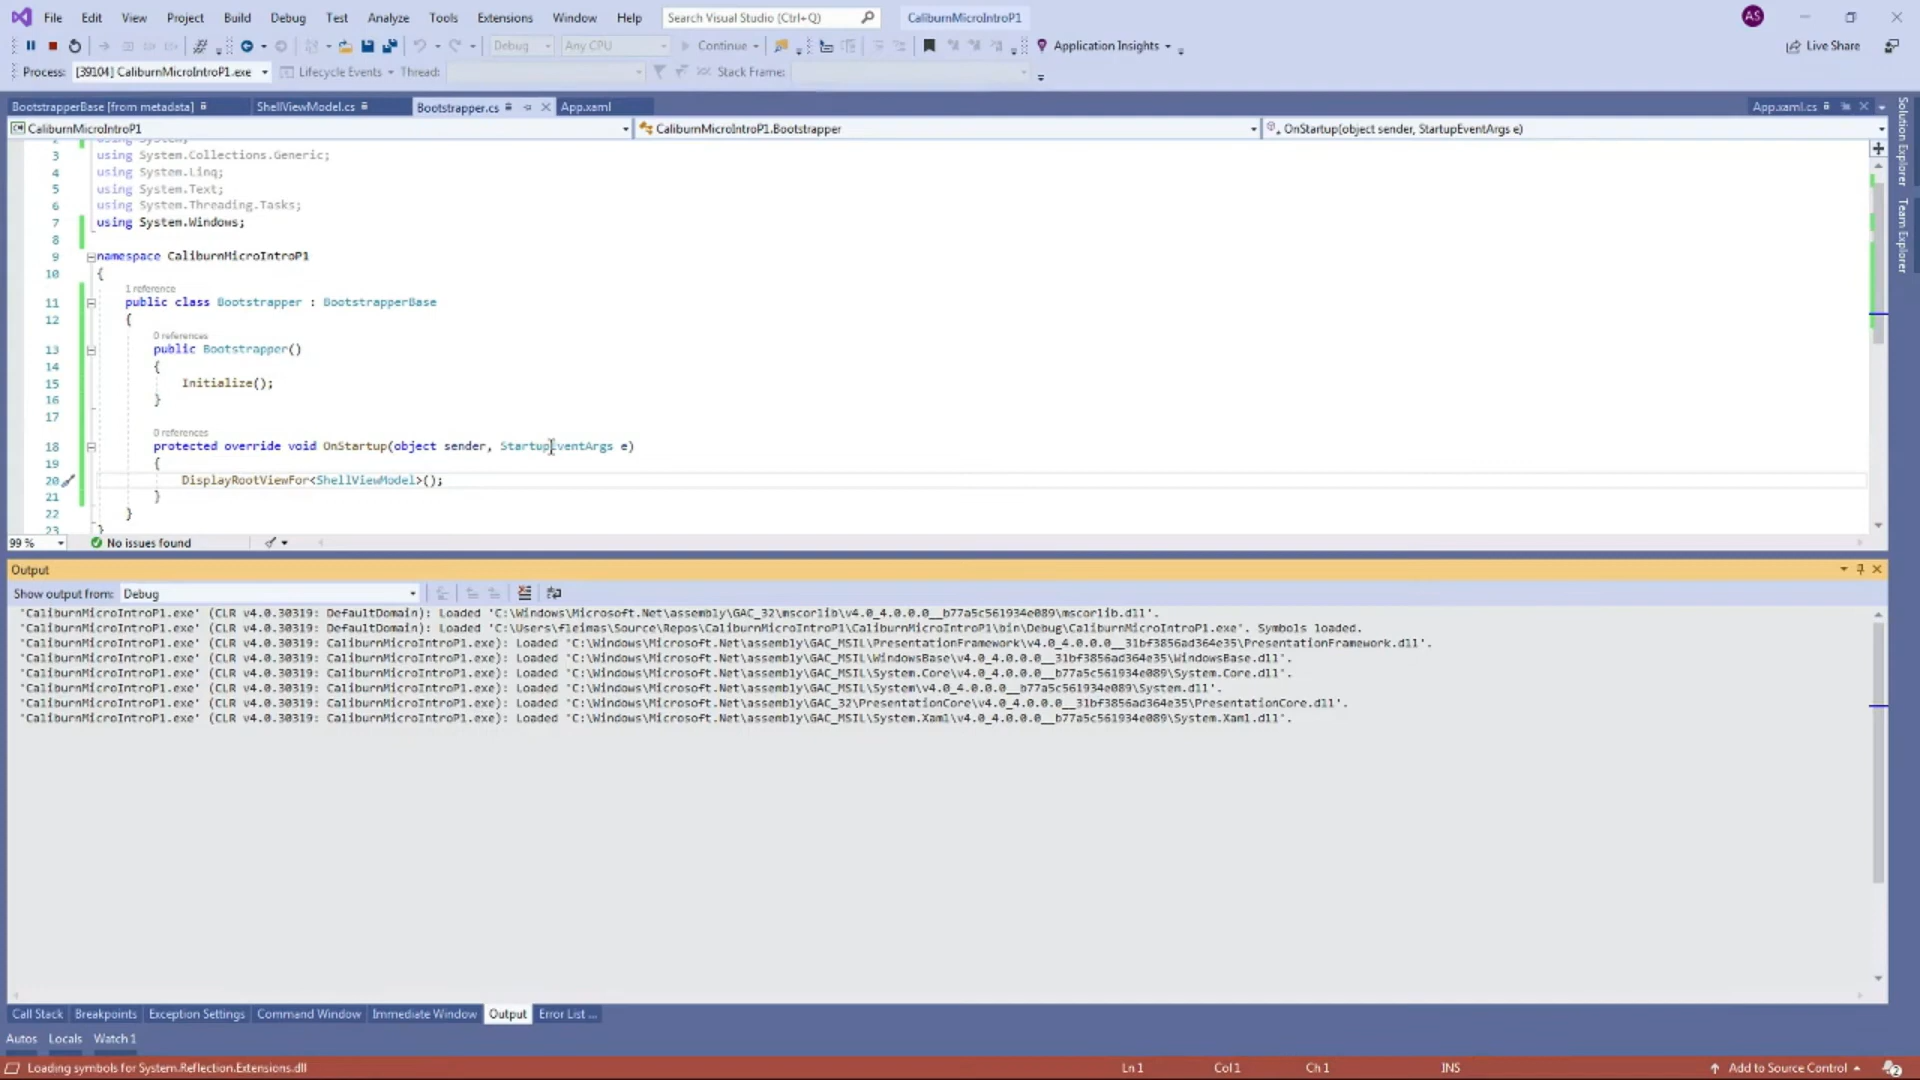 File Edit View Project Build Debug Test Analyze Tools Extensions Window Help Search Visual Studio (Ctrl+Q) CaliburnMicroIntroP1 AS
Debug Any CPU Continue Application Insights Live Share
Process: [39104] CaliburnMicroIntroP1.exe Lifecycle Events Thread: Stack Frame:
BootstrapperBase [from metadata] ShellViewModel.cs Bootstrapper.cs App.xaml App.xaml.cs
CaliburnMicroIntroP1 CaliburnMicroIntroP1.Bootstrapper OnStartup(object sender, StartupEventArgs e)
Solution Explorer
Team Explorer
2 using System;
3 using System.Collections.Generic;
4 using System.Linq;
5 using System.Text;
6 using System.Threading.Tasks;
7 using System.Windows;
8
9 namespace CaliburnMicroIntroP1
10 {
1 reference
11 public class Bootstrapper : BootstrapperBase
12 {
0 references
13 public Bootstrapper()
14 {
15 Initialize();
16 }
17
0 references
18 protected override void OnStartup(object sender, StartupEventArgs e)
19 {
20 DisplayRootViewFor<ShellViewModel>();
21 }
22 }
23 }
99 % No issues found
Output
Show output from: Debug
'CaliburnMicroIntroP1.exe' (CLR v4.0.30319: DefaultDomain): Loaded 'C:\Windows\Microsoft.Net\assembly\GAC_32\mscorlib\v4.0_4.0.0.0__b77a5c561934e089\mscorlib.dll'.
'CaliburnMicroIntroP1.exe' (CLR v4.0.30319: DefaultDomain): Loaded 'C:\Users\fleimas\Source\Repos\CaliburnMicroIntroP1\CaliburnMicroIntroP1\bin\Debug\CaliburnMicroIntroP1.exe'. Symbols loaded.
'CaliburnMicroIntroP1.exe' (CLR v4.0.30319: CaliburnMicroIntroP1.exe): Loaded 'C:\Windows\Microsoft.Net\assembly\GAC_MSIL\PresentationFramework\v4.0_4.0.0.0__31bf3856ad364e35\PresentationFramework.dll'.
'CaliburnMicroIntroP1.exe' (CLR v4.0.30319: CaliburnMicroIntroP1.exe): Loaded 'C:\Windows\Microsoft.Net\assembly\GAC_MSIL\WindowsBase\v4.0_4.0.0.0__31bf3856ad364e35\WindowsBase.dll'.
'CaliburnMicroIntroP1.exe' (CLR v4.0.30319: CaliburnMicroIntroP1.exe): Loaded 'C:\Windows\Microsoft.Net\assembly\GAC_MSIL\System.Core\v4.0_4.0.0.0__b77a5c561934e089\System.Core.dll'.
'CaliburnMicroIntroP1.exe' (CLR v4.0.30319: CaliburnMicroIntroP1.exe): Loaded 'C:\Windows\Microsoft.Net\assembly\GAC_MSIL\System\v4.0_4.0.0.0__b77a5c561934e089\System.dll'.
'CaliburnMicroIntroP1.exe' (CLR v4.0.30319: CaliburnMicroIntroP1.exe): Loaded 'C:\Windows\Microsoft.Net\assembly\GAC_32\PresentationCore\v4.0_4.0.0.0__31bf3856ad364e35\PresentationCore.dll'.
'CaliburnMicroIntroP1.exe' (CLR v4.0.30319: CaliburnMicroIntroP1.exe): Loaded 'C:\Windows\Microsoft.Net\assembly\GAC_MSIL\System.Xaml\v4.0_4.0.0.0__b77a5c561934e089\System.Xaml.dll'.
Call Stack Breakpoints Exception Settings Command Window Immediate Window Output Error List ...
Autos Locals Watch 1
Loading symbols for System.Reflection.Extensions.dll Ln 1 Col 1 Ch 1 INS Add to Source Control 2